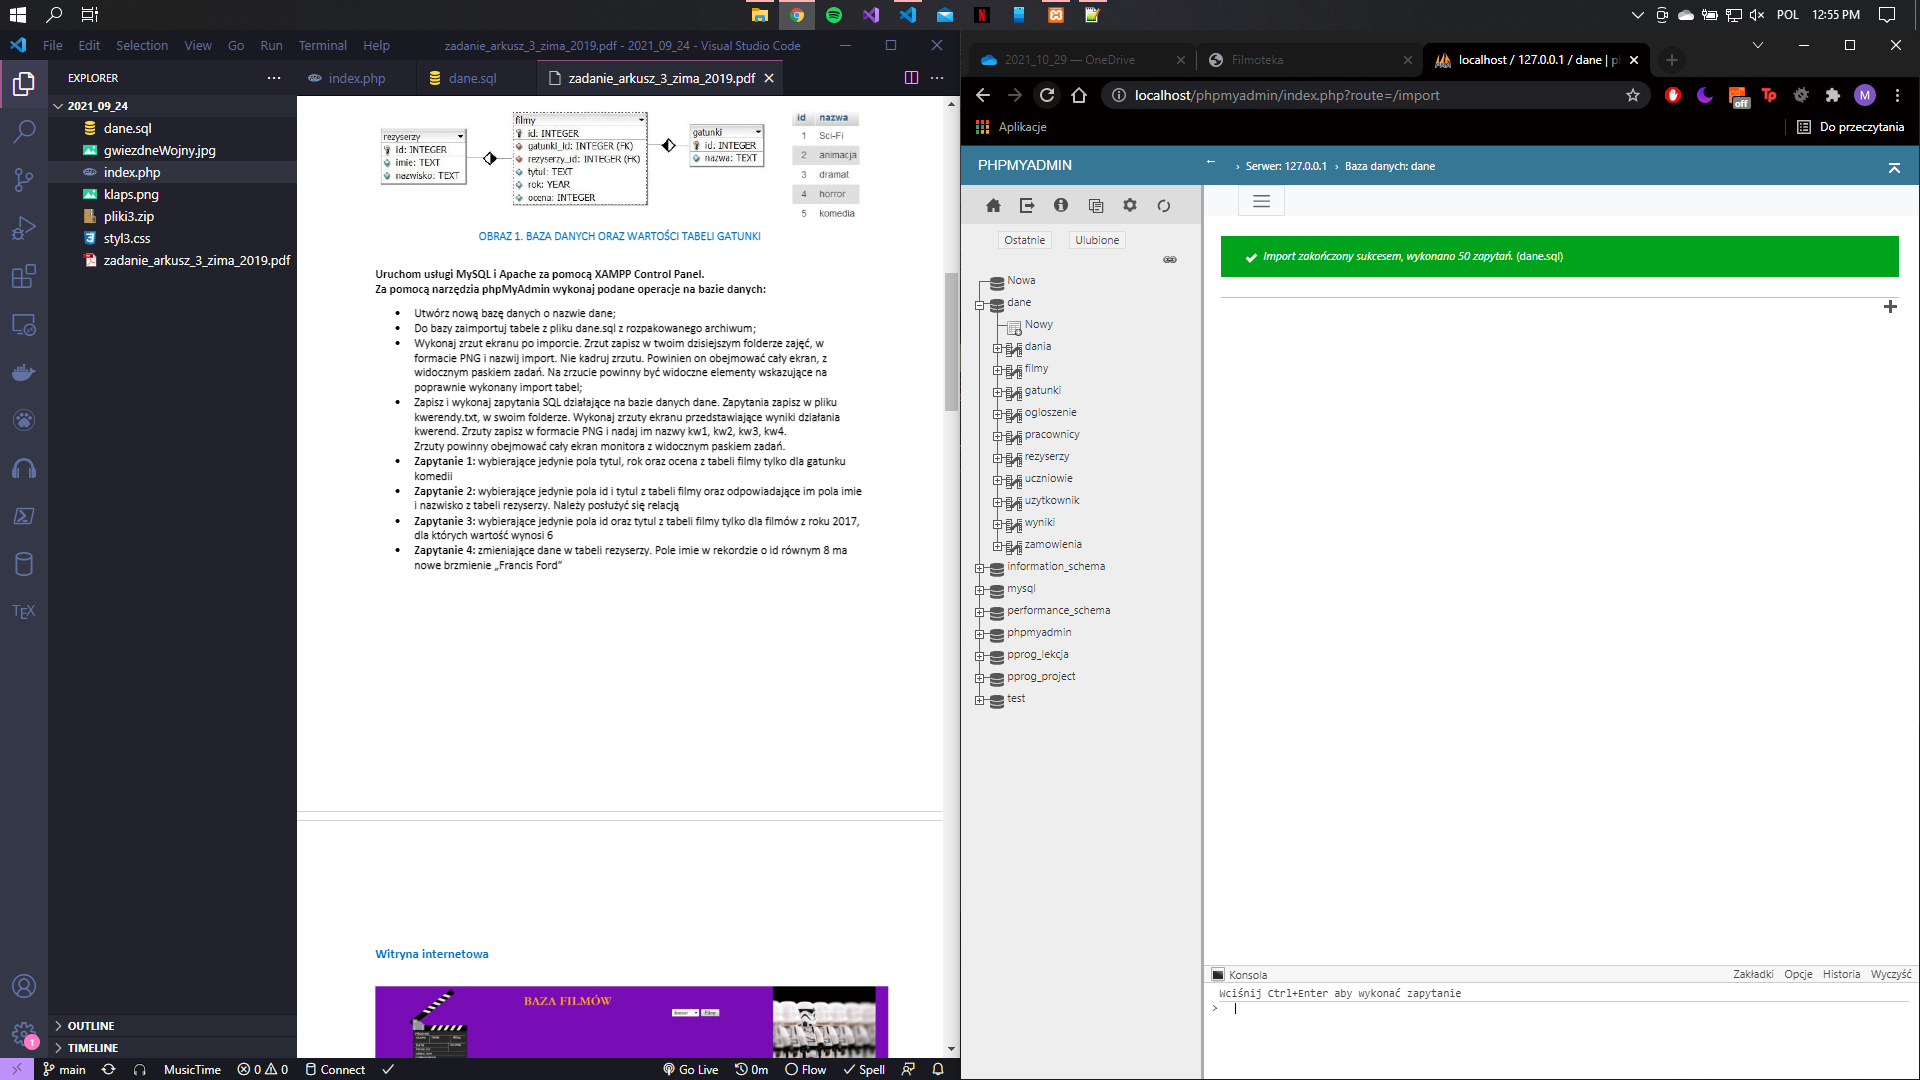 POL
12:55 PM
File Edit Selection View Go Run Terminal Help
zadanie_arkusz_3_zima_2019.pdf - 2021_09_24 - Visual Studio Code
EXPLORER
2021_09_24
dane.sql
gwiezdneWojny.jpg
index.php
klaps.png
pliki3.zip
styl3.css
zadanie_arkusz_3_zima_2019.pdf
OUTLINE
TIMELINE
index.php
dane.sql
zadanie_arkusz_3_zima_2019.pdf
rezyserzy
id: INTEGER
imie: TEXT
nazwisko: TEXT
filmy
id: INTEGER
gatunki_id: INTEGER (FK)
rezyserzy_id: INTEGER (FK)
tytul: TEXT
rok: YEAR
ocena: INTEGER
gatunki
id: INTEGER
nazwa: TEXT
id nazwa
1 Sci-Fi
2 animacja
3 dramat
4 horror
5 komedia
OBRAZ 1. BAZA DANYCH ORAZ WARTOŚCI TABELI GATUNKI
Uruchom usługi MySQL i Apache za pomocą XAMPP Control Panel.
Za pomocą narzędzia phpMyAdmin wykonaj podane operacje na bazie danych:
• Utwórz nową bazę danych o nazwie dane;
• Do bazy zaimportuj tabele z pliku dane.sql z rozpakowanego archiwum;
• Wykonaj zrzut ekranu po imporcie. Zrzut zapisz w twoim dzisiejszym folderze zajęć, w
formacie PNG i nazwij import. Nie kadruj zrzutu. Powinien on obejmować cały ekran, z
widocznym paskiem zadań. Na zrzucie powinny być widoczne elementy wskazujące na
poprawnie wykonany import tabel;
• Zapisz i wykonaj zapytania SQL działające na bazie danych dane. Zapytania zapisz w pliku
kwerendy.txt, w swoim folderze. Wykonaj zrzuty ekranu przedstawiające wyniki działania
kwerend. Zrzuty zapisz w formacie PNG i nadaj im nazwy kw1, kw2, kw3, kw4.
Zrzuty powinny obejmować cały ekran monitora z widocznym paskiem zadań.
• Zapytanie 1: wybierające jedynie pola tytul, rok oraz ocena z tabeli filmy tylko dla gatunku
komedii
• Zapytanie 2: wybierające jedynie pola id i tytul z tabeli filmy oraz odpowiadające im pola imie
i nazwisko z tabeli rezyserzy. Należy posłużyć się relacją
• Zapytanie 3: wybierające jedynie pola id oraz tytul z tabeli filmy tylko dla filmów z roku 2017,
dla których wartość wynosi 6
• Zapytanie 4: zmieniające dane w tabeli rezyserzy. Pole imie w rekordzie o id równym 8 ma
nowe brzmienie „Francis Ford”
Witryna internetowa
BAZA FILMÓW
main
MusicTime
0 0
Connect
Go Live
0m
Flow
Spell
1
TEX
2021_10_29 — OneDrive
Filmoteka
localhost / 127.0.0.1 / dane | p
localhost/phpmyadmin/index.php?route=/import
off
Tp
M
Aplikacje
Do przeczytania
PHPMYADMIN
Serwer: 127.0.0.1 › Baza danych: dane
Ostatnie
Ulubione
Nowa
dane
Nowy
dania
filmy
gatunki
ogloszenie
pracownicy
rezyserzy
uczniowie
uzytkownik
wyniki
zamowienia
information_schema
mysql
performance_schema
phpmyadmin
pprog_lekcja
pprog_project
test
Import zakończony sukcesem, wykonano 50 zapytań. (dane.sql)
Konsola
Zakładki Opcje Historia Wyczyść
Wciśnij Ctrl+Enter aby wykonać zapytanie
>